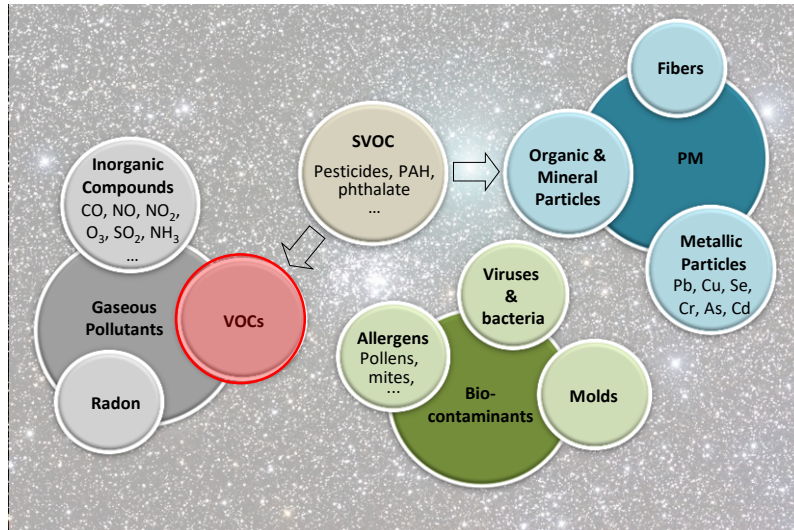 Fibers
SVOC
Pesticides, PAH,
phthalate
...
Organic &
Mineral
Particles
PM
Inorganic
Compounds
CO, NO, NO₂,
O₃, SO₂, NH₃
...
Metallic
Particles
Pb, Cu, Se,
Cr, As, Cd
Gaseous
Pollutants
VOCs
Viruses
&
bacteria
Allergens
Pollens,
mites,
...
Radon
Bio-
contaminants
Molds